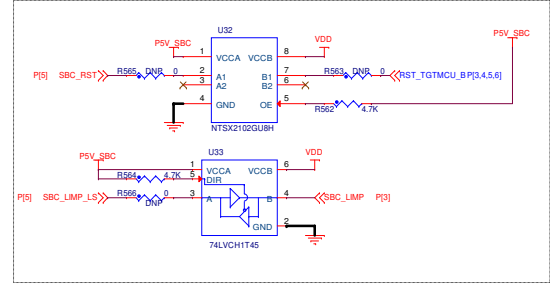 U32
P5V_SBC
VDD
P5V_SBC
1
VCCA
VCCB
8
P[5]
SBC_RST
R565
DNP
0
2
A1
B1
7
R563
DNP
0
RST_TGTMCU_B
P[3,4,5,6]
3
A2
B2
6
4
GND
OE
5
R562
4.7K
NTSX2102GU8H
U33
P5V_SBC
VDD
1
VCCA
VCCB
6
R564
4.7K
5
DIR
P[5]
SBC_LIMP_LS
R566
0
DNP
3
A
B
4
SBC_LIMP
P[3]
GND
2
74LVCH1T45